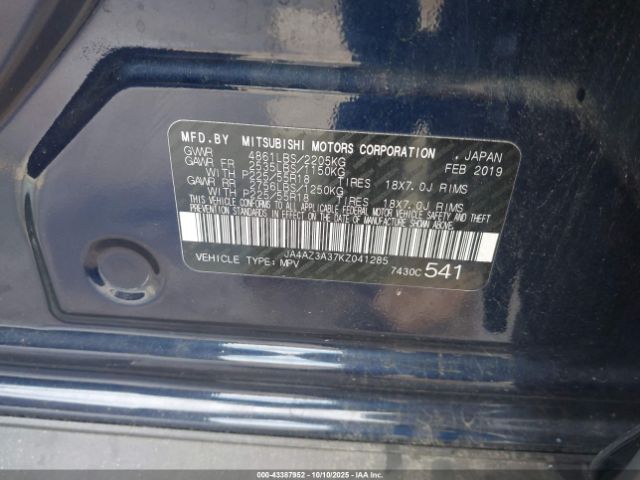 MFD.BY MITSUBISHI MOTORS CORPORATION , JAPAN
GVWR 4861LBS/2205KG FEB 2019
GAWR FR 2535LBS/1150KG
WITH P225/55R18 TIRES 18X7.0J RIMS
GAWR RR 2756LBS/1250KG
WITH P225/55R18 TIRES 18X7.0J RIMS
THIS VEHICLE CONFORMS TO ALL APPLICABLE FEDERAL MOTOR VEHICLE SAFETY AND THEFT
PREVENTION STANDARDS IN EFFECT ON THE DATE OF MANUFACTURE SHOWN ABOVE.
JA4AZ3A37KZ041285
VEHICLE TYPE: MPV 7430C 541
000-43387952 10/10/2025 © IAA Inc.